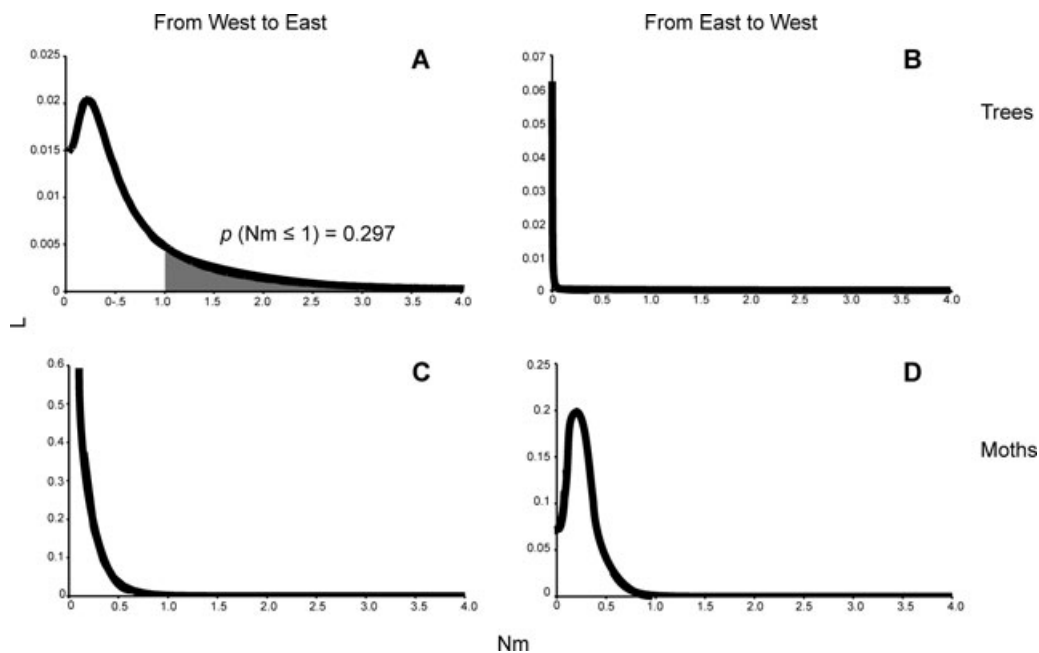 From West to East
From East to West
A
0.025
0.02
0.015
0.01
0.005
0
p (Nm ≤ 1) = 0.297
0 0.5 1.0 1.5 2.0 2.5 3.0 3.5 4.0
B
0.07
0.06
0.05
0.04
0.03
0.02
0.01
0
0 0.5 1.0 1.5 2.0 2.5 3.0 3.5 4.0
Trees
L
C
0.6
0.5
0.4
0.3
0.2
0.1
0
0 0.5 1.0 1.5 2.0 2.5 3.0 3.5 4.0
D
0.25
0.2
0.15
0.1
0.05
0
0 0.5 1.0 1.5 2.0 2.5 3.0 3.5 4.0
Moths
Nm